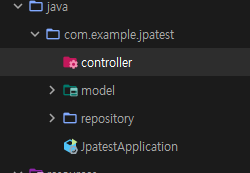 java
com.example.jpatest
controller
model
repository
JpatestApplication